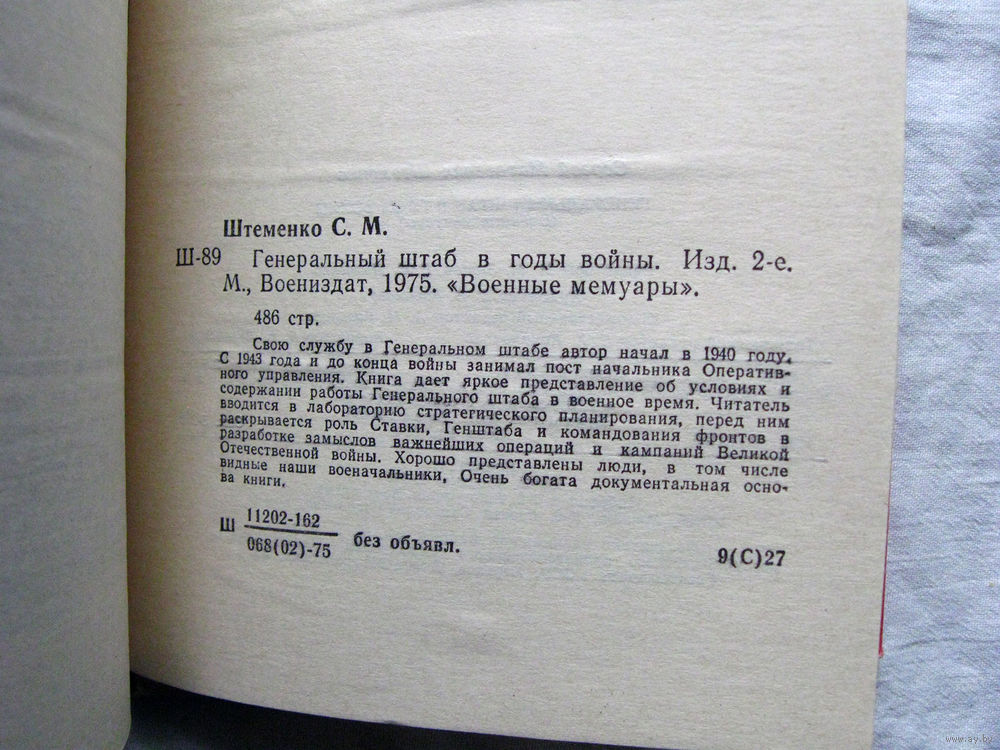 Штеменко С. М.
Ш-89 Генеральный штаб в годы войны. Изд. 2-е.
М., Воениздат, 1975. «Военные мемуары».
486 стр.
Свою службу в Генеральном штабе автор начал в 1940 году.
С 1943 года и до конца войны занимал пост начальника Оператив-
ного управления. Книга дает яркое представление об условиях и
содержании работы Генерального штаба в военное время. Читатель
вводится в лабораторию стратегического планирования, перед ним
раскрывается роль Ставки, Генштаба и командования фронтов в
разработке замыслов важнейших операций и кампаний Великой
Отечественной войны. Хорошо представлены люди, в том числе
видные наши военачальники. Очень богата документальная осно-
ва книги.
Ш 11202-162
068(02)-75 без объявл.
9(С)27
www.ay.by